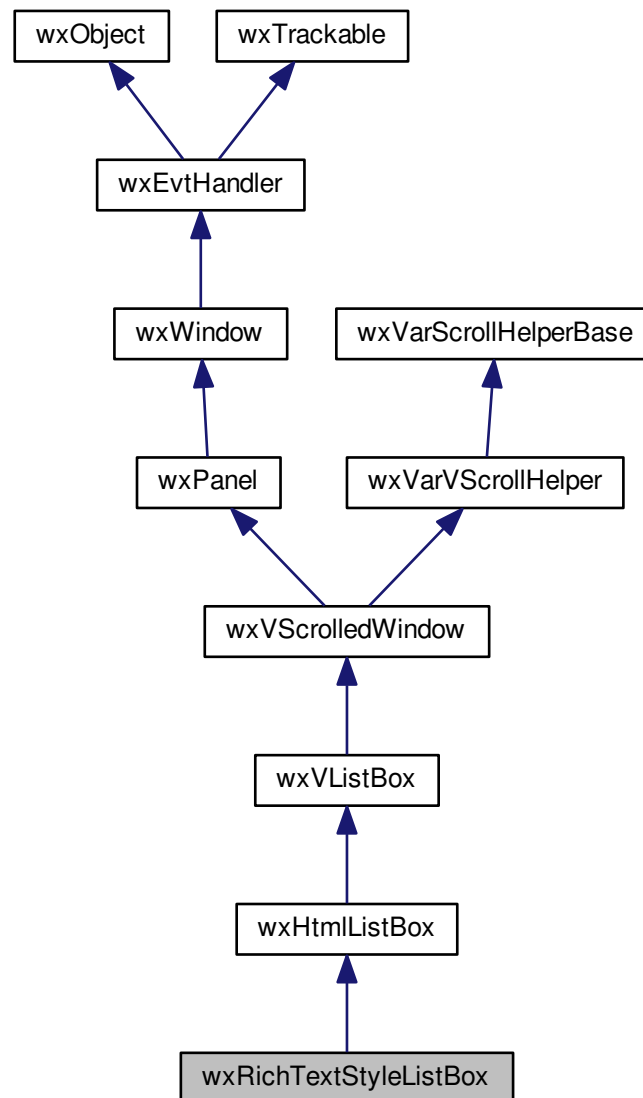 wxObject
wxTrackable
wxEvtHandler
wxWindow
wxVarScrollHelperBase
wxPanel
wxVarVScrollHelper
wxVScrolledWindow
wxVListBox
wxHtmlListBox
wxRichTextStyleListBox